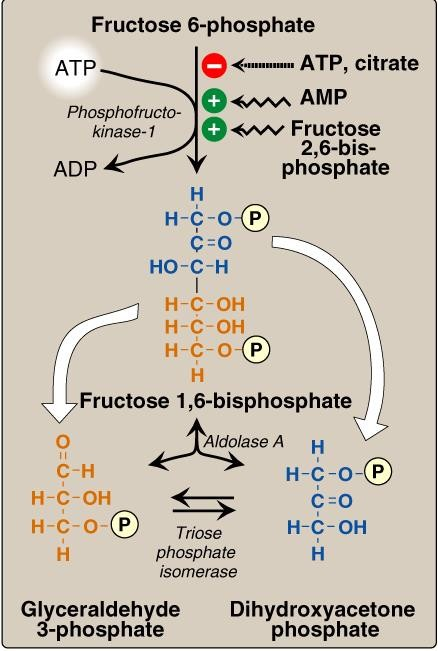 Fructose 6-phosphate
ATP
ATP, citrate
Phosphofructo-
kinase-1
AMP
Fructose
2,6-bis-
phosphate
ADP
H
H-C-O-P
C=O
HO-C-H
H-C-OH
H-C-OH
H-C-O-P
H
Fructose 1,6-bisphosphate
Aldolase A
O
C-H
H-C-OH
H-C-O-P
H
Triose
phosphate
isomerase
H
H-C-O-P
C=O
H-C-OH
H
Glyceraldehyde
3-phosphate
Dihydroxyacetone
phosphate